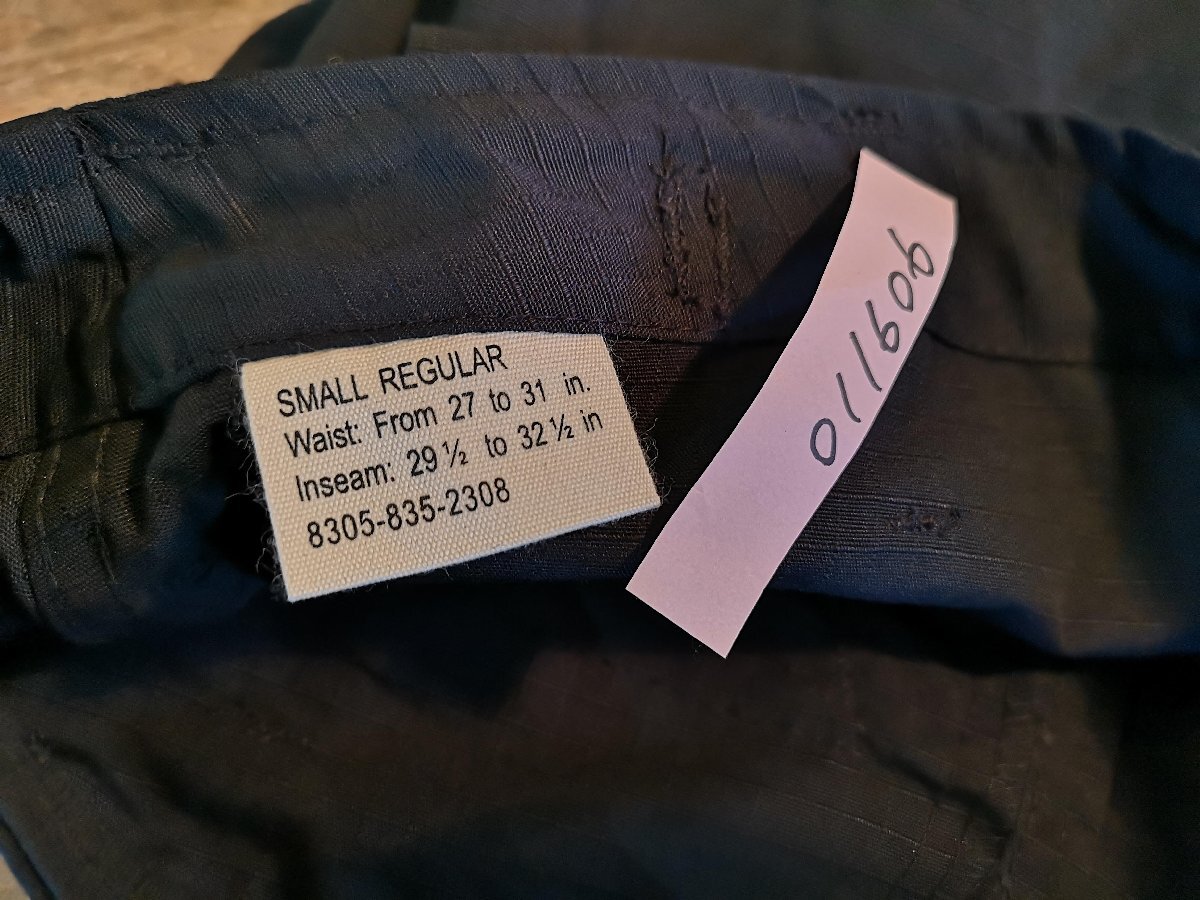 SMALL REGULAR
Waist: From 27 to 31 in.
Inseam: 29 ½ to 32 ½ in
8305-835-2308
011906